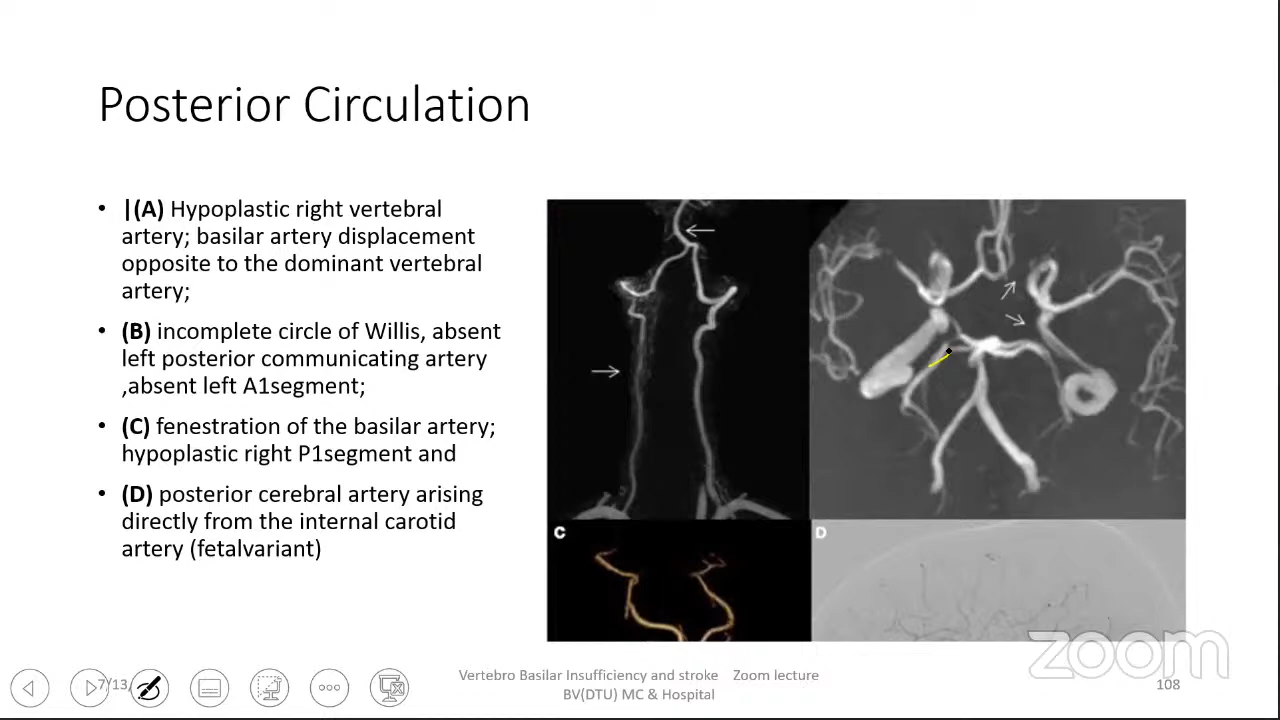 Posterior Circulation
• |(A) Hypoplastic right vertebral
artery; basilar artery displacement
opposite to the dominant vertebral
artery;
• (B) incomplete circle of Willis, absent
left posterior communicating artery
,absent left A1segment;
• (C) fenestration of the basilar artery;
hypoplastic right P1segment and
• (D) posterior cerebral artery arising
directly from the internal carotid
artery (fetalvariant)
C
D
zoom
7/13/
Vertebro Basilar Insufficiency and stroke Zoom lecture
BV(DTU) MC & Hospital
108